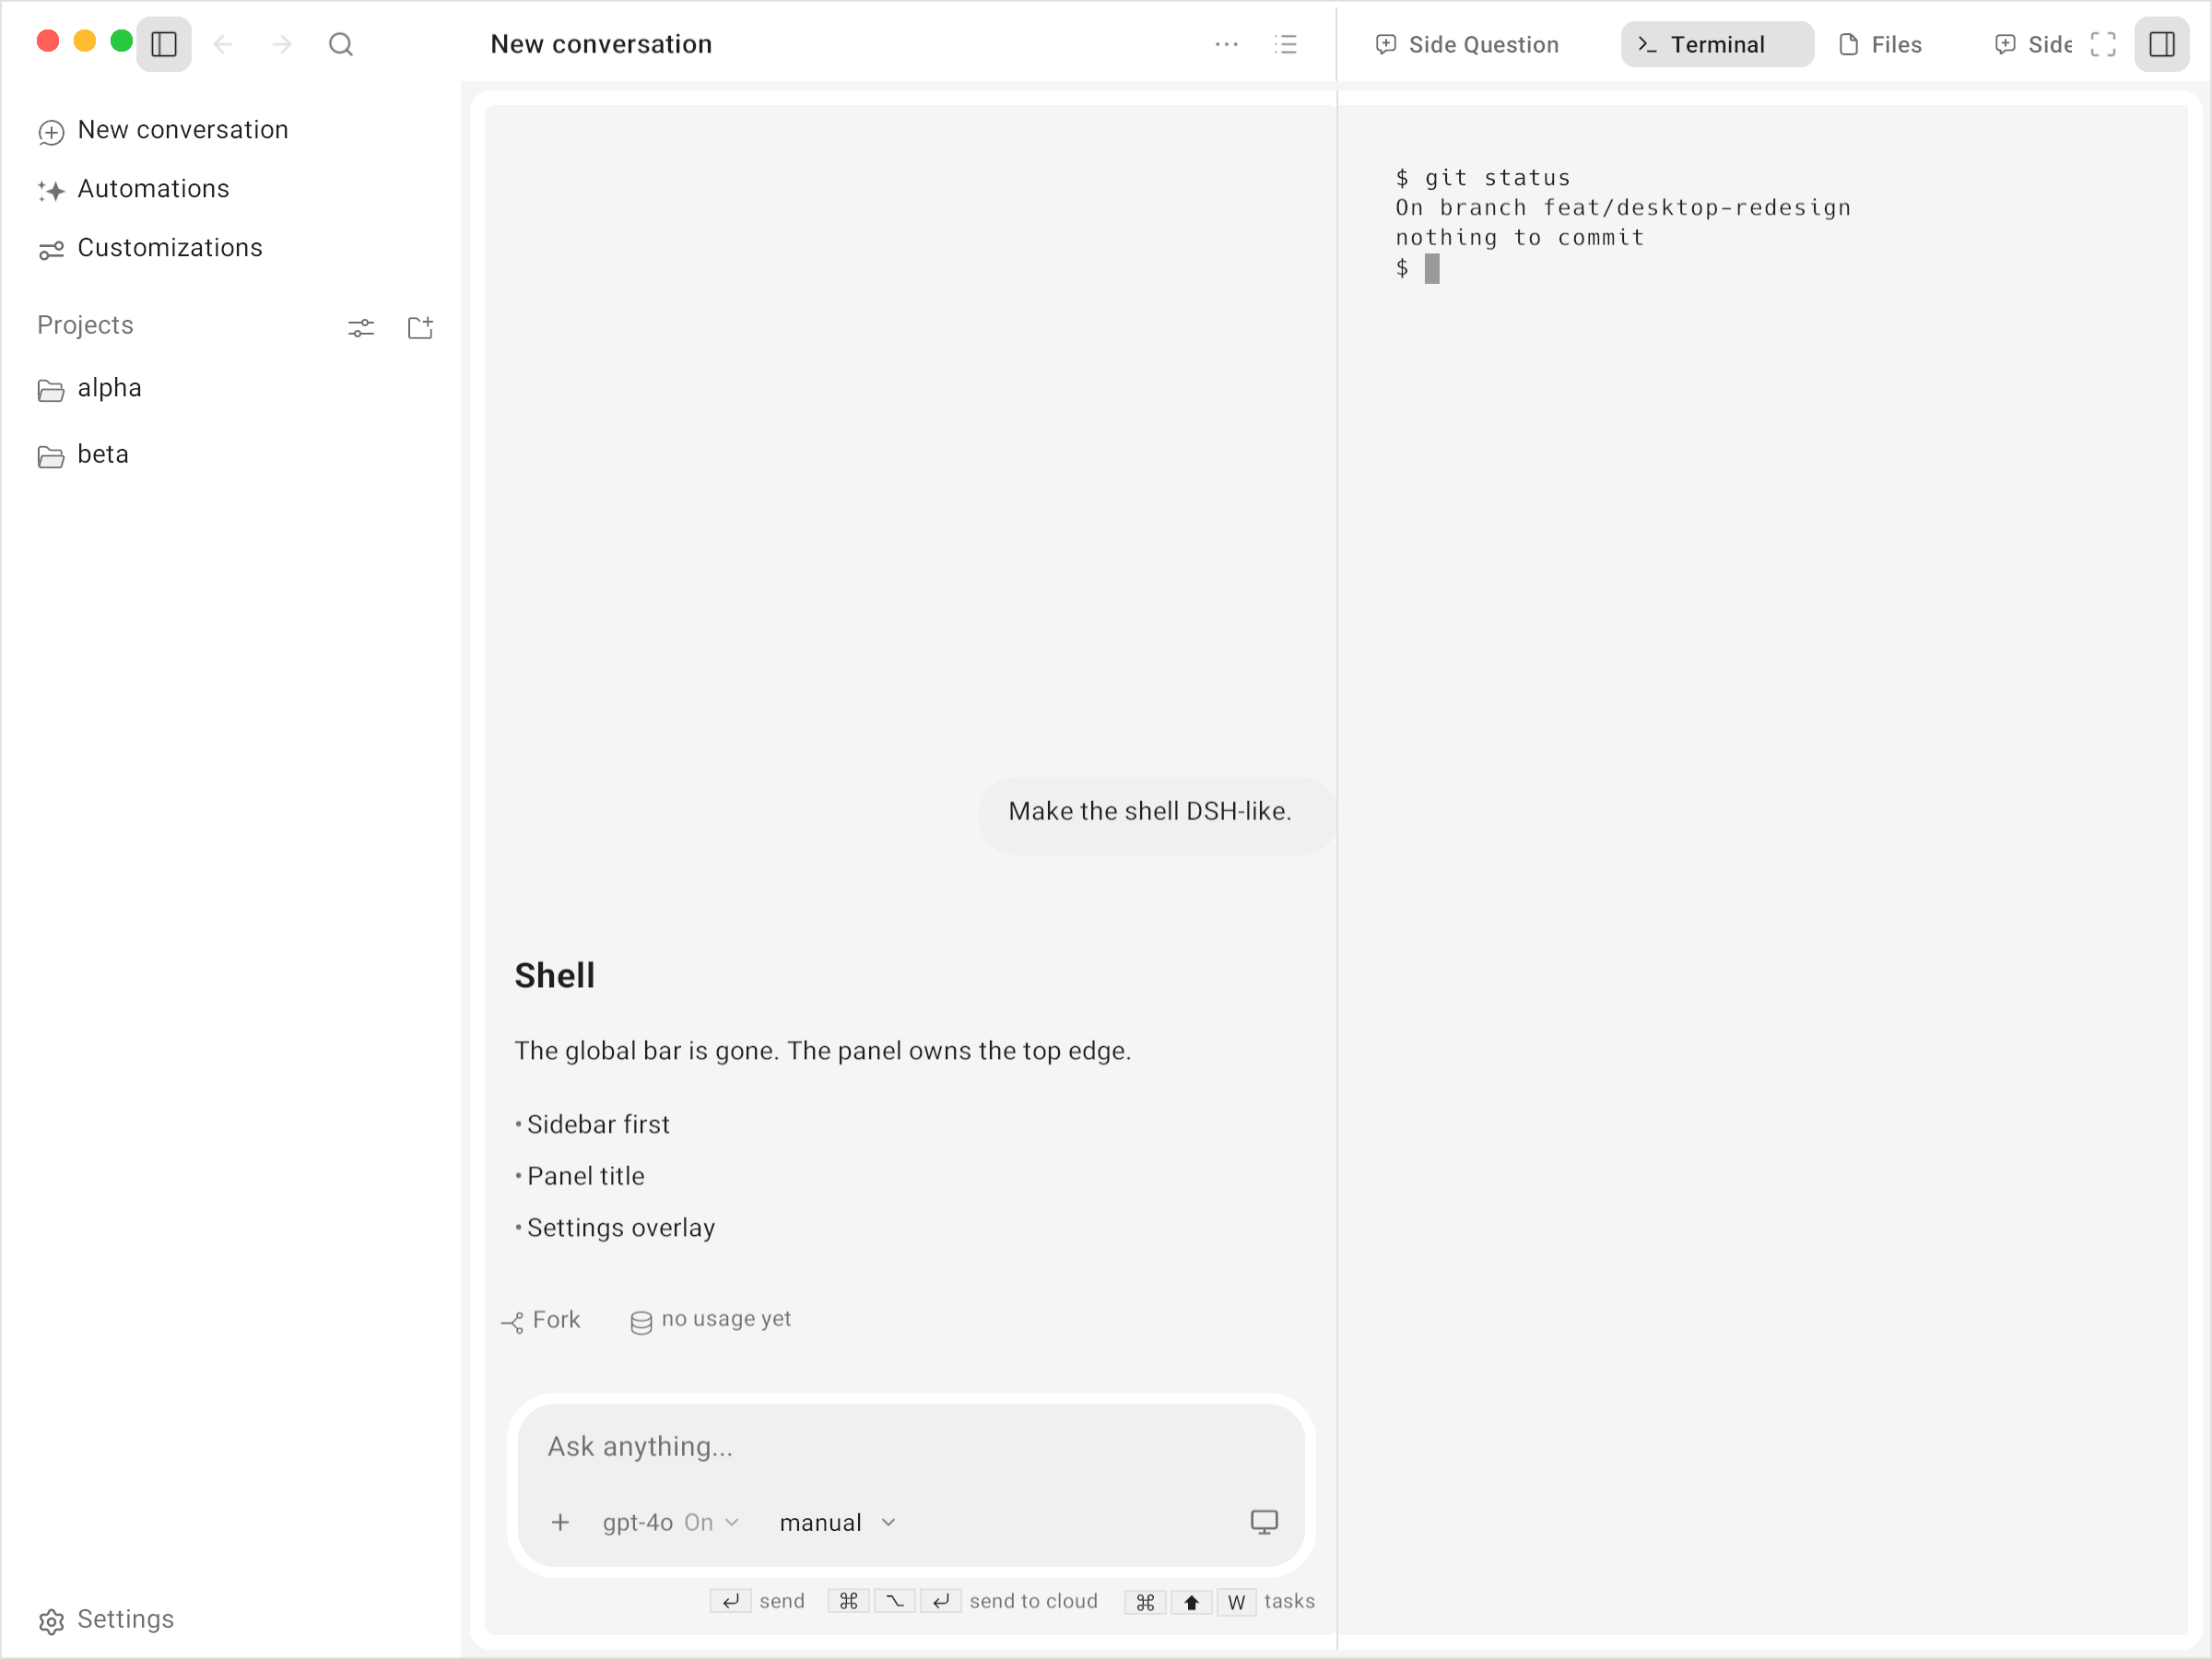 New conversation
Side Question
Terminal
Files
Side
New conversation
Automations
Customizations
Projects
alpha
beta
Settings
Make the shell DSH-like.
Shell
The global bar is gone. The panel owns the top edge.
• Sidebar first
• Panel title
• Settings overlay
Fork
no usage yet
Ask anything...
gpt-4o On
manual
send
send to cloud
W tasks
$ git status
On branch feat/desktop-redesign
nothing to commit
$